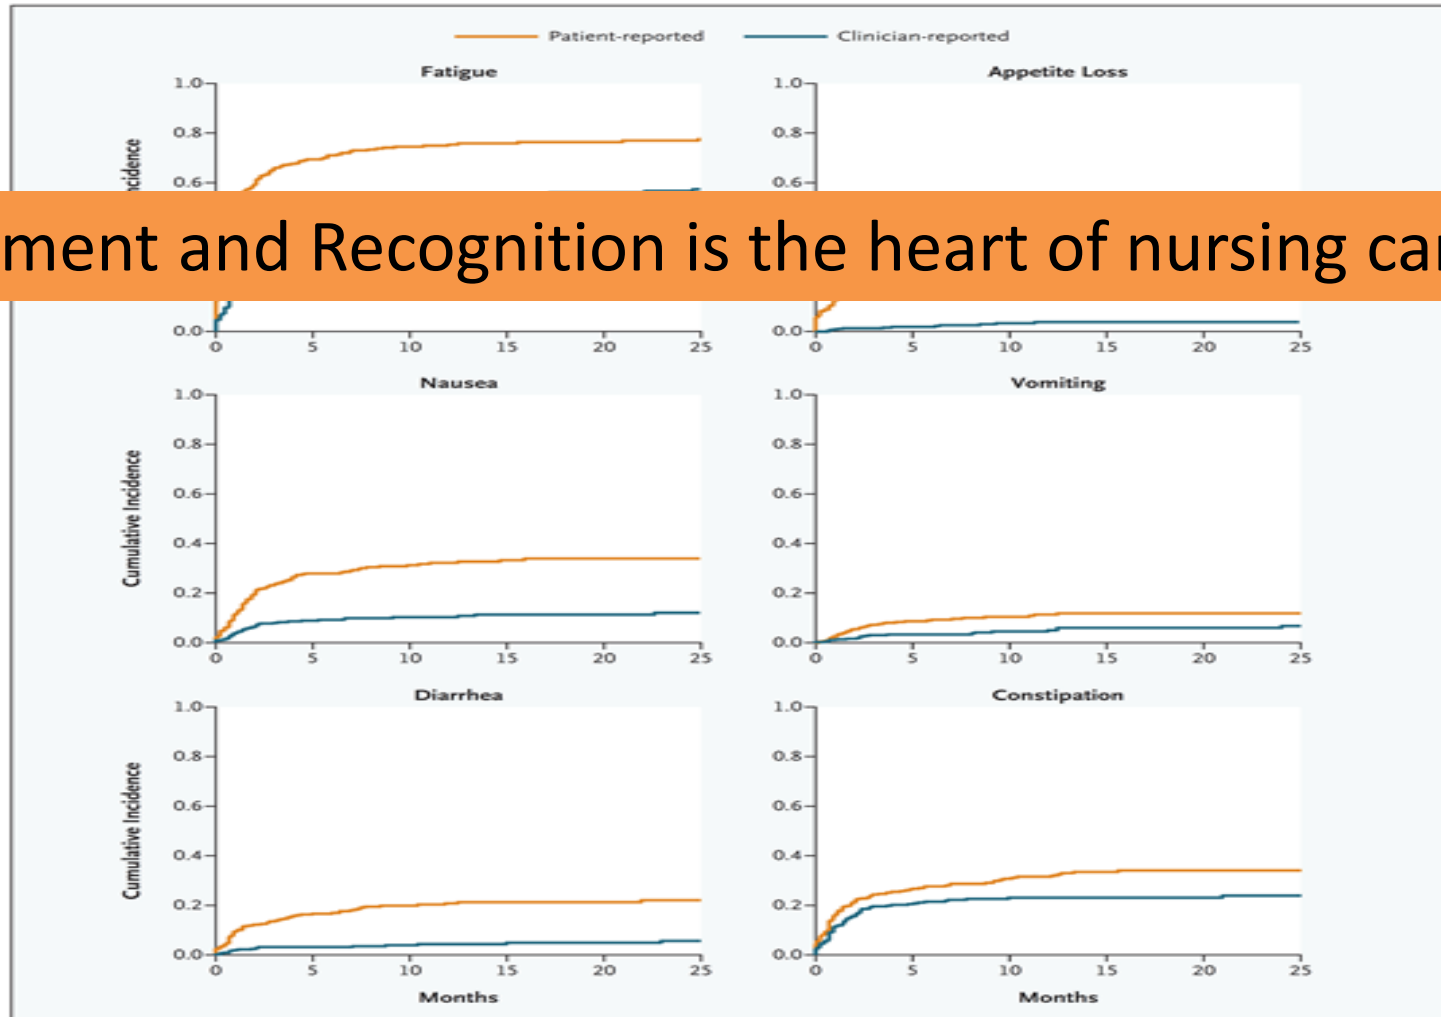 Patient-reported Clinician-reported
Fatigue Appetite Loss
1.0 1.0
0.8 0.8
0.6 0.6
ment and Recognition is the heart of nursing
0.0 0.0
0 5 10 15 20 25 0 5 10 15 20 25
Nausea Vomiting
1.0 1.0
0.8 0.8
Cumulative Incidence
0.6 0.6
0.4 0.4
0.2 0.2
0.0 0.0
0 5 10 15 20 25 0 5 10 15 20 25
Diarrhea Constipation
1.0 1.0
0.8 0.8
Cumulative Incidence
0.6 0.6
0.4 0.4
0.2 0.2
0.0 0.0
0 5 10 15 20 25 0 5 10 15 20 25
Months Months